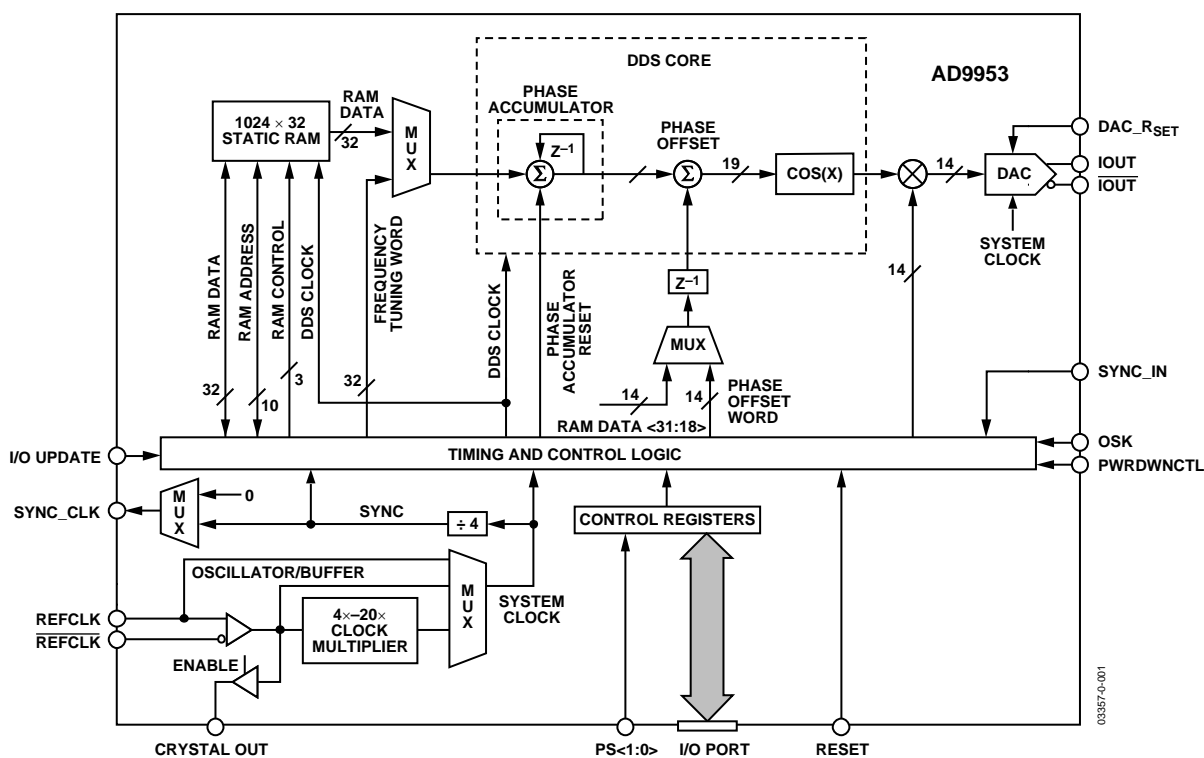 DDS CORE
AD9953
RAM
DATA
PHASE
ACCUMULATOR
1024 × 32
STATIC RAM
32
MUX
Z–1
Σ
PHASE
OFFSET
Σ
19
COS(X)
14
DAC
DAC_RSET
IOUT
IOUT
SYSTEM
CLOCK
RAM DATA
RAM ADDRESS
RAM CONTROL
DDS CLOCK
FREQUENCY
TUNING WORD
DDS CLOCK
PHASE
ACCUMULATOR
RESET
Z–1
MUX
14
32
10
3
32
14
14
PHASE
OFFSET
WORD
RAM DATA <31:18>
SYNC_IN
I/O UPDATE
TIMING AND CONTROL LOGIC
OSK
PWRDWNCTL
SYNC_CLK
MUX
0
SYNC
÷ 4
CONTROL REGISTERS
OSCILLATOR/BUFFER
MUX
SYSTEM
CLOCK
REFCLK
REFCLK
4×–20×
CLOCK
MULTIPLIER
ENABLE
CRYSTAL OUT
PS<1:0>
I/O PORT
RESET
03357-0-001